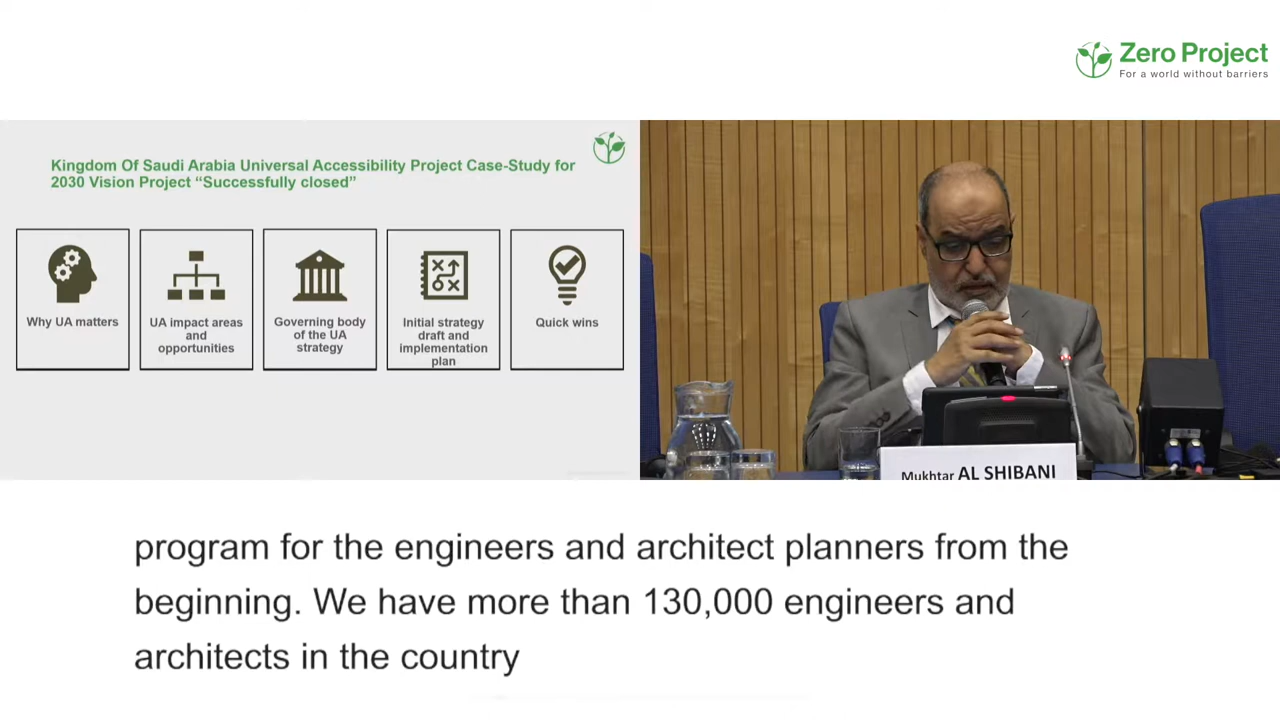 Zero Project
For a world without barriers
Kingdom Of Saudi Arabia Universal Accessibility Project Case-Study for
2030 Vision Project “Successfully closed”
Why UA matters
UA impact areas
and
opportunities
Governing body
of the UA
strategy
Initial strategy
draft and
implementation
plan
Quick wins
Mukhtar AL SHIBANI
program for the engineers and architect planners from the
beginning. We have more than 130,000 engineers and
architects in the country